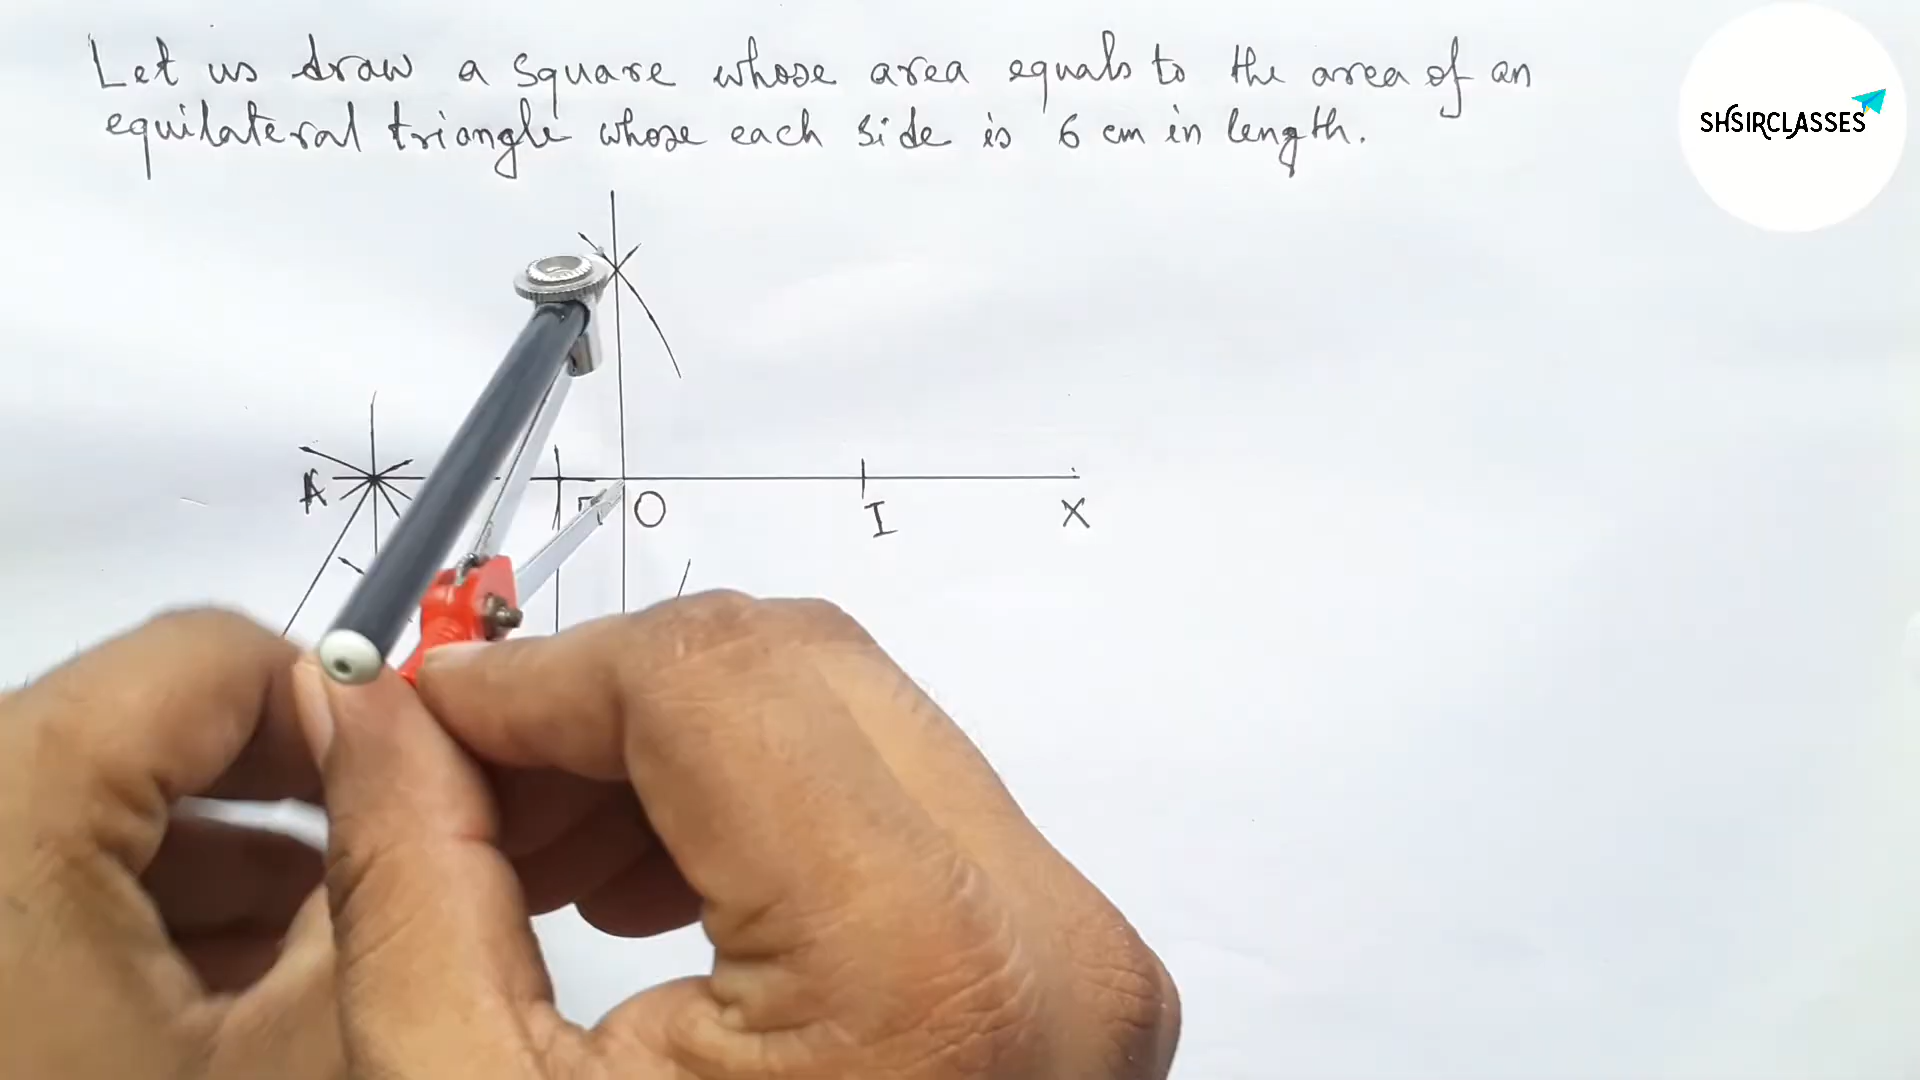 Let us draw a square whose area equals to the area of an
equilateral triangle whose each side is 6 cm in length.
SHSIRCLASSES
A
O
I
X